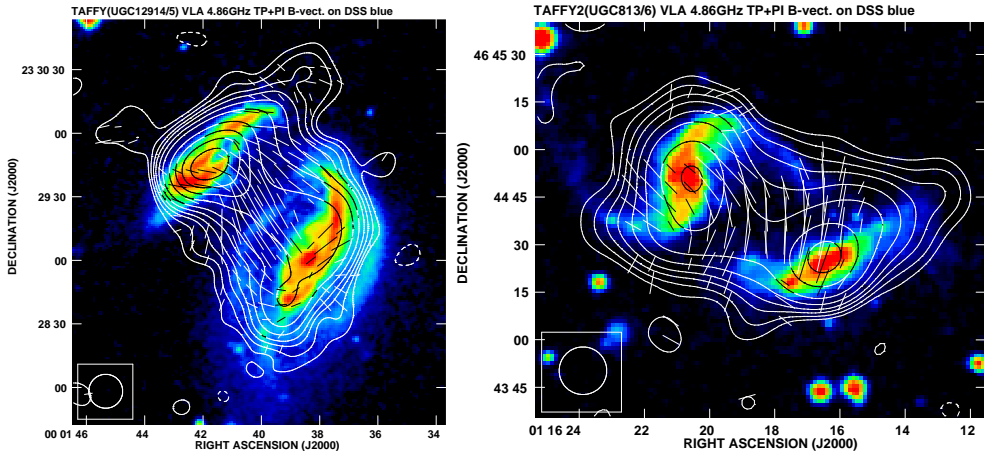 TAFFY(UGC12914/5) VLA 4.86GHz TP+PI B-vect. on DSS blue
DECLINATION (J2000)
23 30 30
00
29 30
00
28 30
00
00 01 46
44
42
40
38
36
34
RIGHT ASCENSION (J2000)
TAFFY2(UGC813/6) VLA 4.86GHz TP+PI B-vect. on DSS blue
DECLINATION (J2000)
46 45 30
15
00
44 45
30
15
00
43 45
01 16 24
22
20
18
16
14
12
RIGHT ASCENSION (J2000)